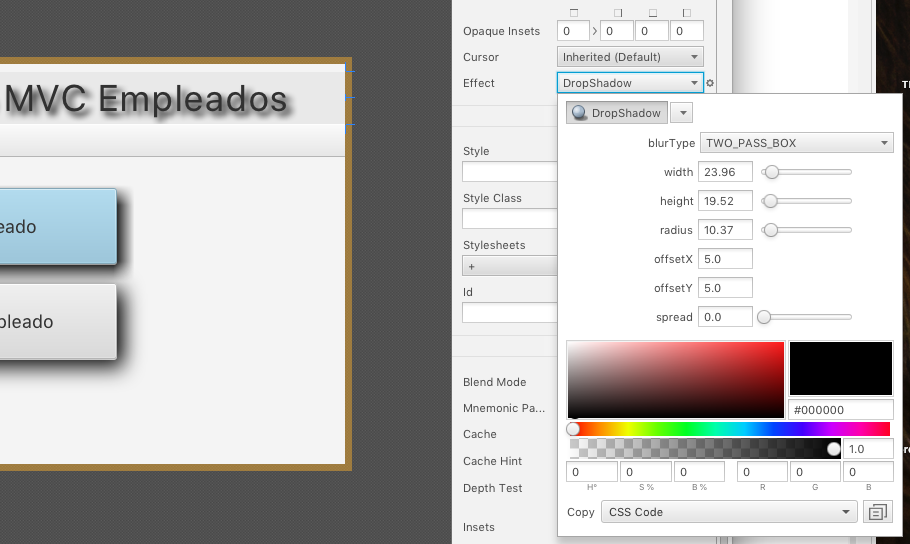 MVC Empleados
eado
pleado
Opaque Insets 0 0 0 0
Cursor Inherited (Default)
Effect DropShadow
DropShadow
blurType TWO_PASS_BOX
width 23.96
height 19.52
radius 10.37
offsetX 5.0
offsetY 5.0
spread 0.0
Style
Style Class
Stylesheets
+
Id
Blend Mode
Mnemonic Pa...
Cache
Cache Hint
Depth Test
Insets
#000000
1.0
0 0 0 0 0 0
H° S % B % R G B
Copy CSS Code